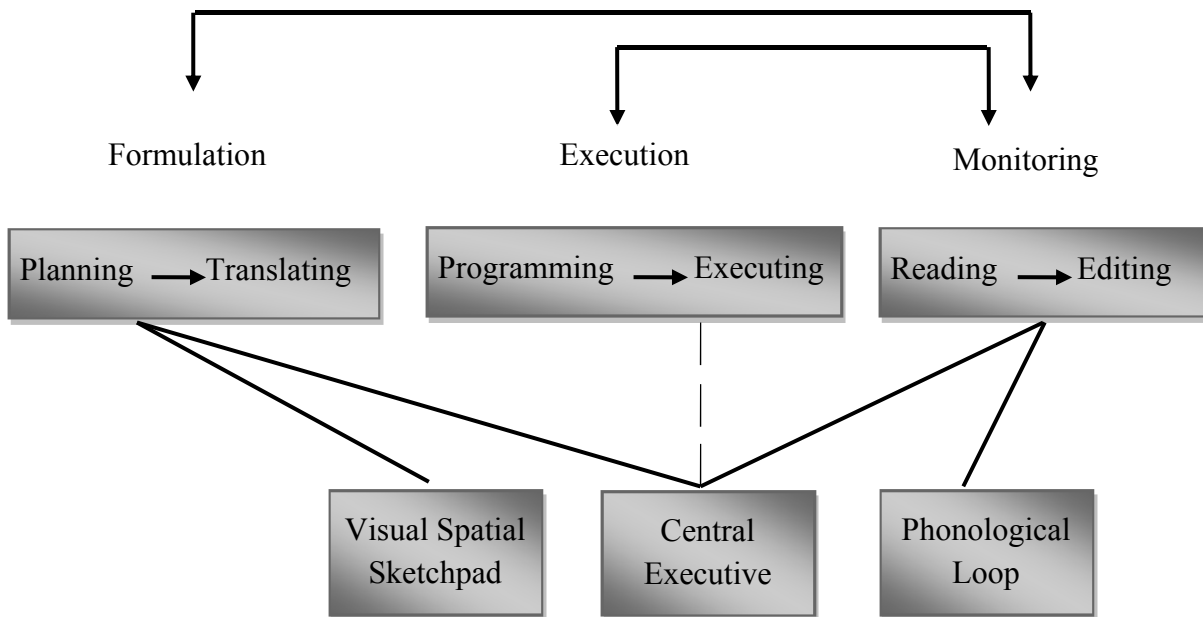 Formulation Execution Monitoring
Planning Translating Programming Executing Reading Editing
Visual Spatial
Sketchpad
Central
Executive
Phonological
Loop